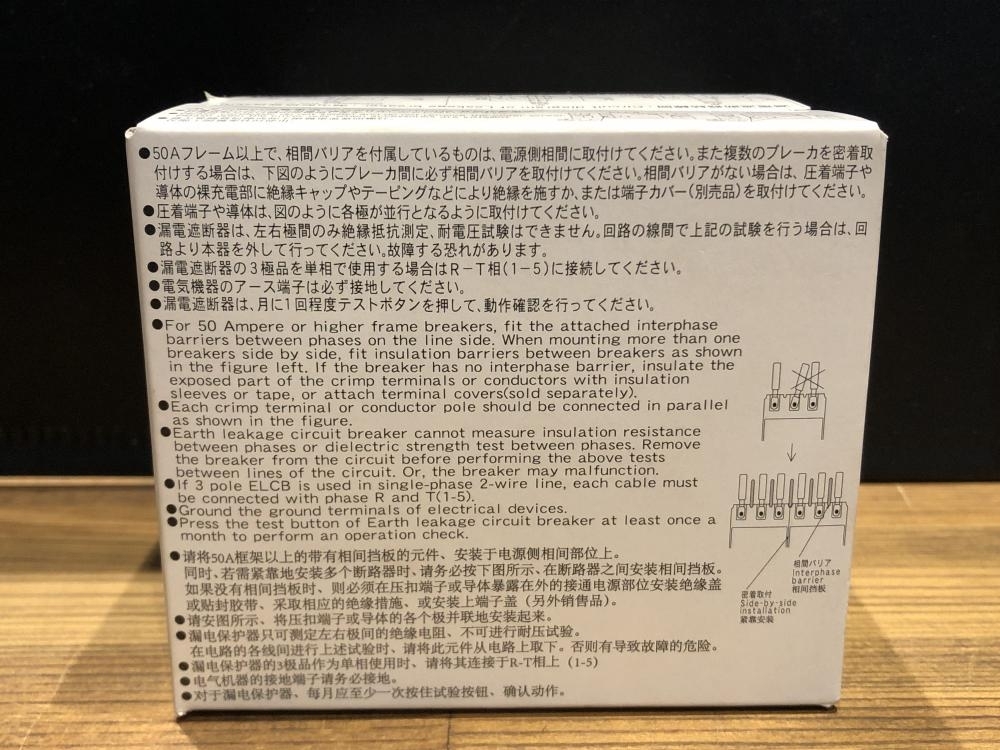 ●50Aフレーム以上で、相間バリアを付属しているものは、電源側相間に取付けてください。また複数のブレーカを密着取
付けする場合は、下図のようにブレーカ間に必ず相間バリアを取付けてください。相間バリアがない場合は、圧着端子や
導体の裸充電部に絶縁キャップやテーピングなどにより絶縁を施すか、または端子カバー(別売品)を取付けてください。
●圧着端子や導体は、図のように各極が並行となるように取付けてください。
●漏電遮断器は、左右極間のみ絶縁抵抗測定、耐電圧試験はできません。回路の線間で上記の試験を行う場合は、回
路より本器を外して行ってください。故障する恐れがあります。
●漏電遮断器の3極品を単相で使用する場合はR−T相(1−5)に接続してください。
●電気機器のアース端子は必ず接地してください。
●漏電遮断器は、月に1回程度テストボタンを押して、動作確認を行ってください。
●For 50 Ampere or higher frame breakers, fit the attached interphase
barriers between phases on the line side. When mounting more than one
breakers side by side, fit insulation barriers between breakers as shown
in the figure left. If the breaker has no interphase barrier, insulate the
exposed part of the crimp terminals or conductors with insulation
sleeves or tape, or attach terminal covers(sold separately).
●Each crimp terminal or conductor pole should be connected in parallel
as shown in the figure.
●Earth leakage circuit breaker cannot measure insulation resistance
between phases or dielectric strength test between phases. Remove
the breaker from the circuit before performing the above tests
between lines of the circuit. Or, the breaker may malfunction.
●If 3 pole ELCB is used in single-phase 2-wire line, each cable must
be connected with phase R and T(1-5).
●Ground the ground terminals of electrical devices.
●Press the test button of Earth leakage circuit breaker at least once a
month to perform an operation check.
相間バリア
Interphase
barrier
相间挡板
密着取付
Side-by-side
installation
紧靠安装
●请将50A框架以上的带有相间挡板的元件、安装于电源侧相间部位上。
同时、若需紧靠地安装多个断路器时、请务必按下图所示、在断路器之间安装相间挡板。
如果没有相间挡板时、则必须在压扣端子或导体暴露在外的接通电源部位安装绝缘盖
或贴封胶带、采取相应的绝缘措施、或安装上端子盖（另外销售品）。
●请安图所示、将压扣端子或导体的各个极并联地安装起来。
●漏电保护器只可测定左右极间的绝缘电阻、不可进行耐压试验。
在电路的各线间进行上述试验时、请将此元件从电路上取下。否则有导致故障的危险。
●漏电保护器的3极品作为单相使用时、请将其连接于R-T相上（1-5）
●电气机器的接地端子请务必接地。
●对于漏电保护器、每月应至少一次按住试验按钮、确认动作。